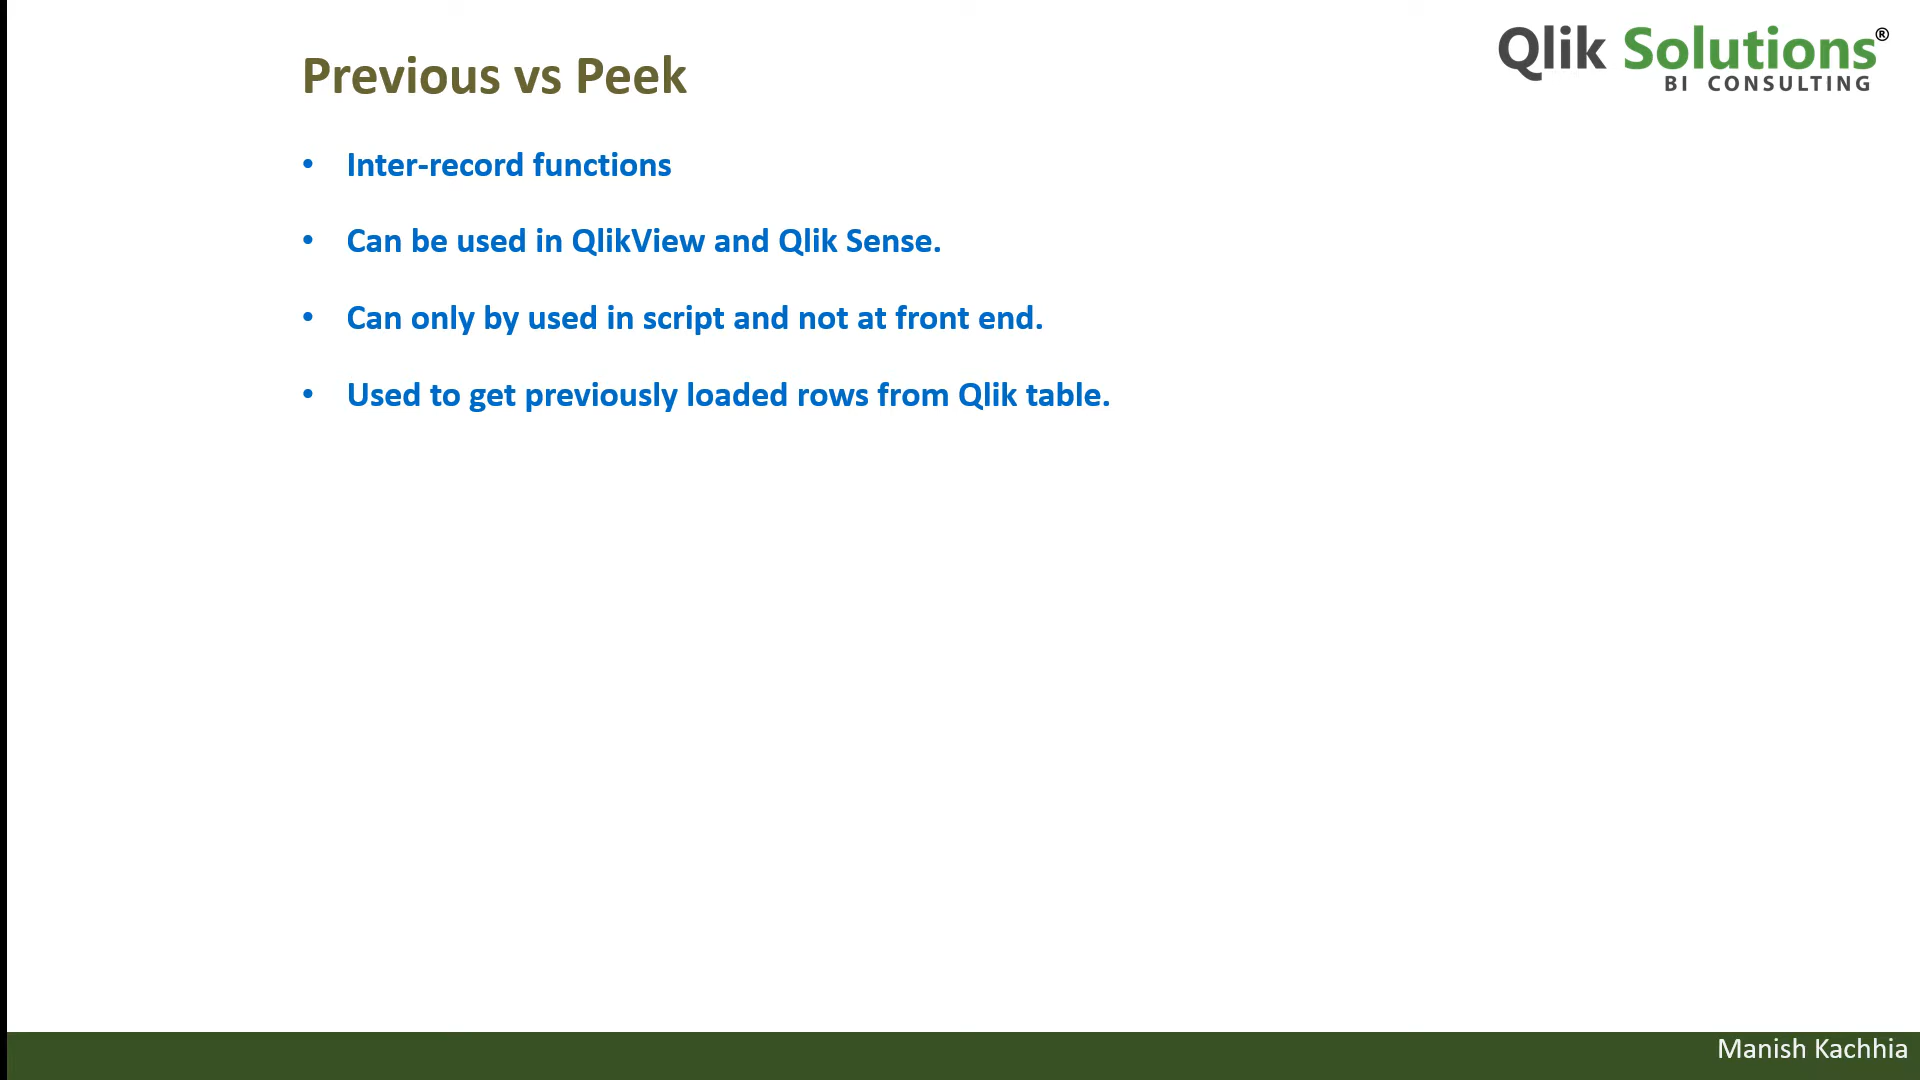 Qlik Solutions®
BI CONSULTING
Previous vs Peek
• Inter-record functions
• Can be used in QlikView and Qlik Sense.
• Can only by used in script and not at front end.
• Used to get previously loaded rows from Qlik table.
Manish Kachhia